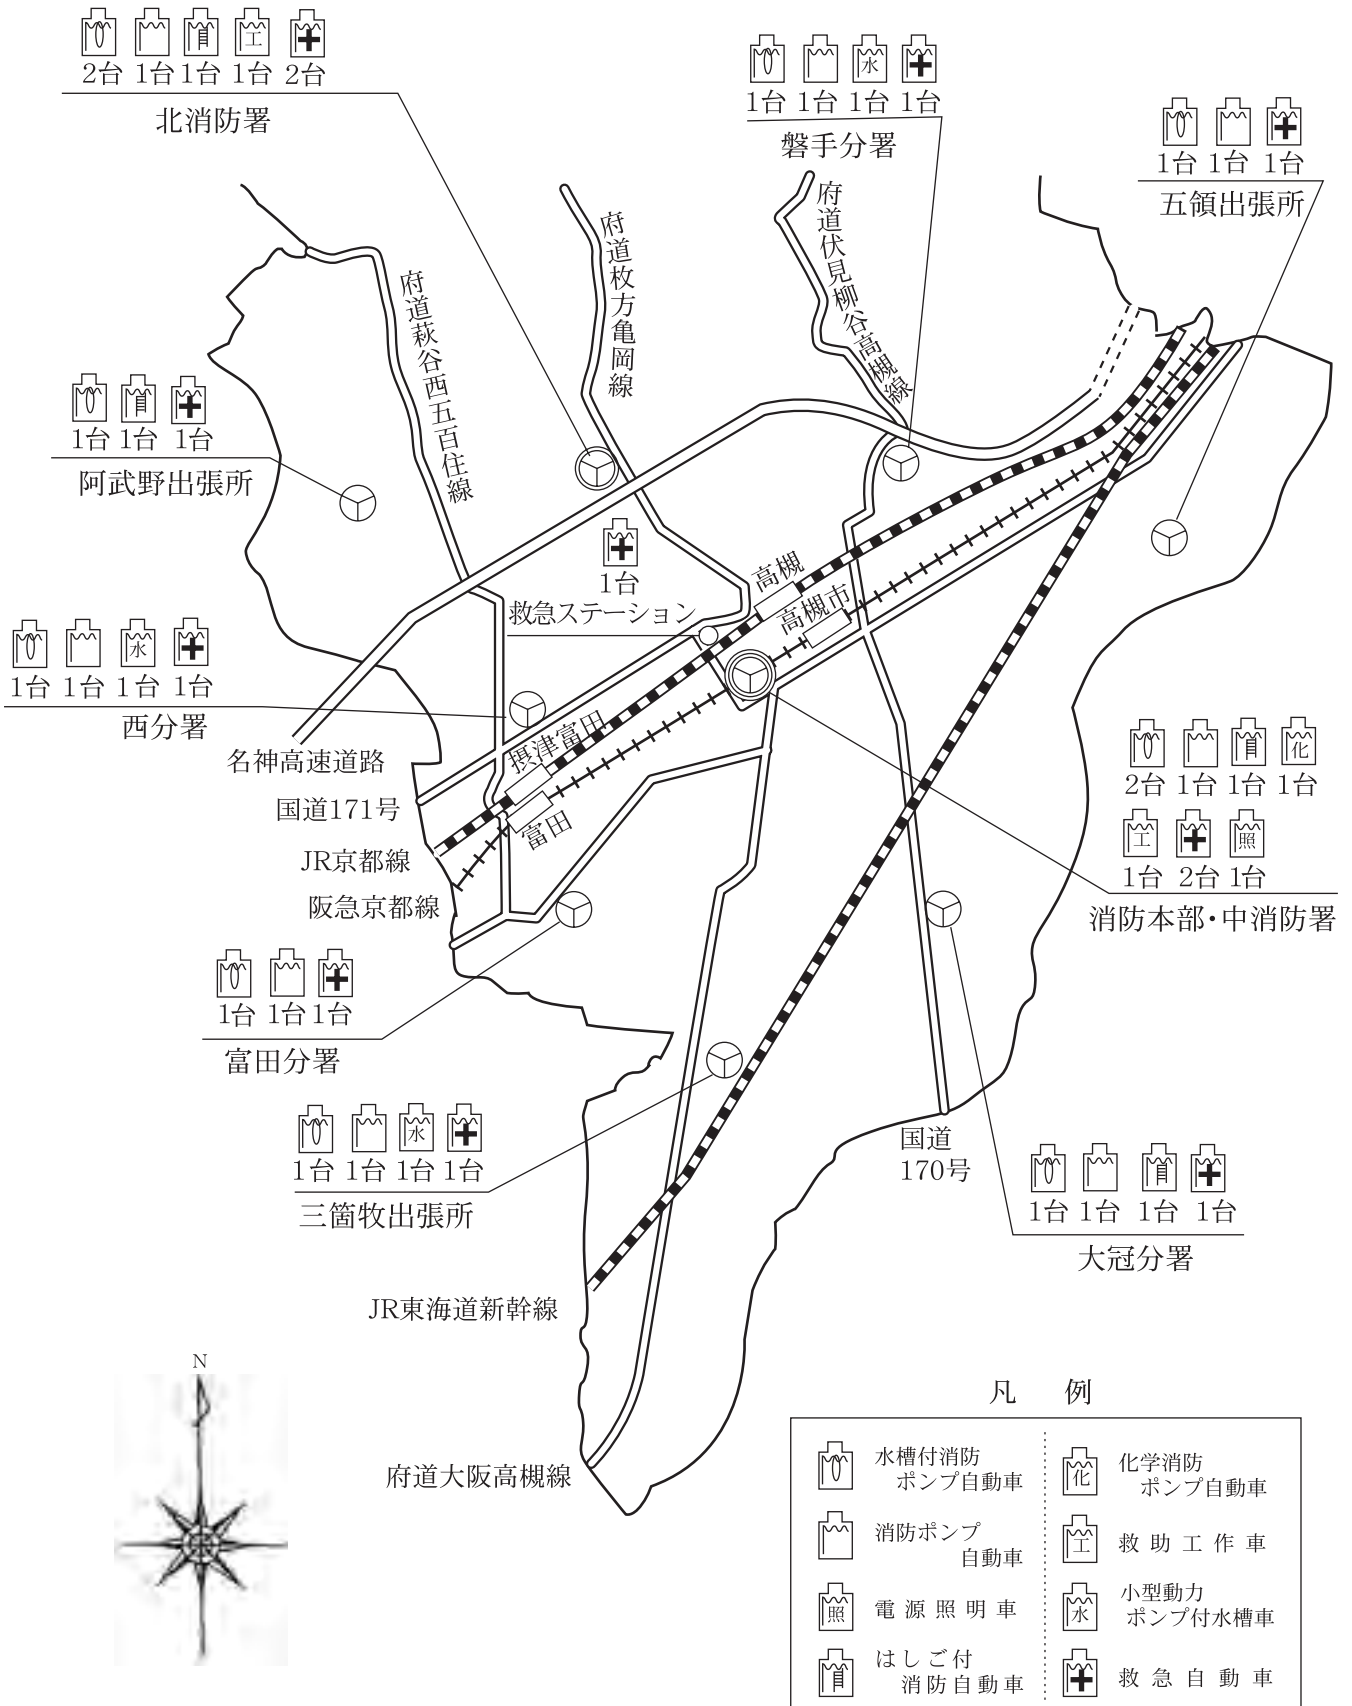 2台 1台 1台 1台 2台
北消防署
1台 1台 1台 1台
磐手分署
1台 1台 1台
五領出張所
府道萩谷西五百住線
府道枚方亀岡線
府道伏見柳谷高槻線
1台 1台 1台
阿武野出張所
1台
救急ステーション
高槻
高槻市
水
1台 1台 1台 1台
西分署
摂津富田
富田
名神高速道路
国道171号
JR京都線
阪急京都線
化
2台 1台 1台 1台
工 照
1台 2台 1台
消防本部・中消防署
1台 1台 1台
富田分署
水
1台 1台 1台 1台
三箇牧出張所
国道
170号
1台 1台 1台 1台
大冠分署
JR東海道新幹線
府道大阪高槻線
N
凡 例
水槽付消防
ポンプ自動車
消防ポンプ
自動車
照 電源照明車
はしご付
消防自動車
化 化学消防
ポンプ自動車
工 救助工作車
水 小型動力
ポンプ付水槽車
救急自動車